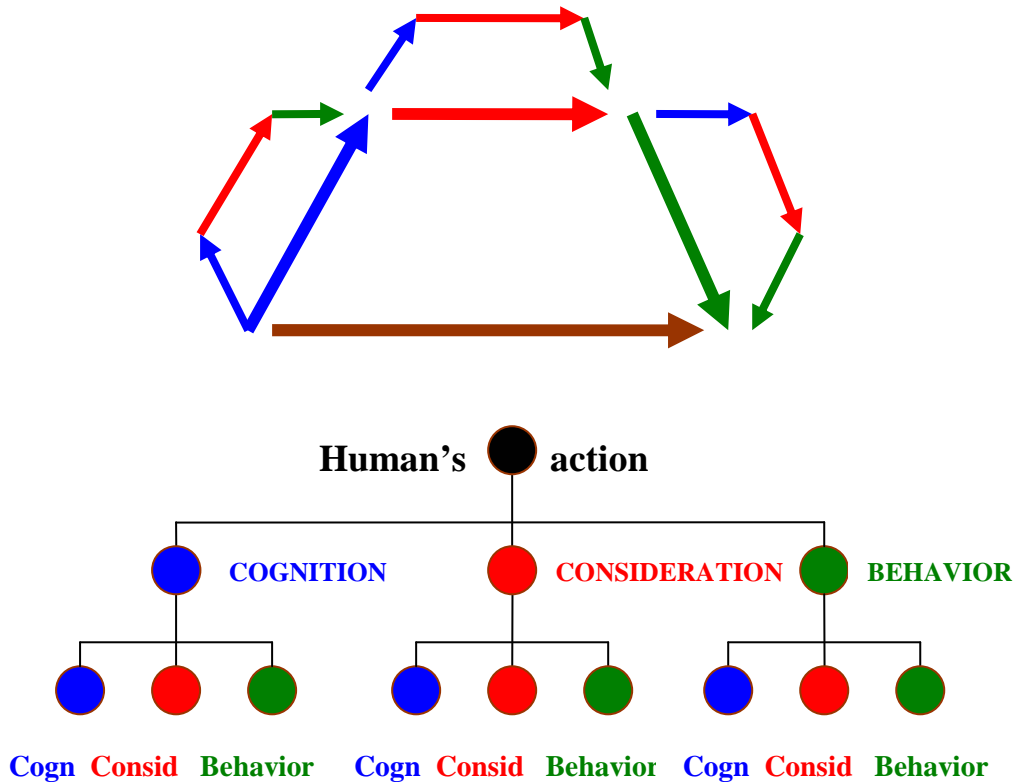 Human’s action
COGNITION CONSIDERATION BEHAVIOR
Cogn Consid Behavior Cogn Consid Behavior Cogn Consid Behavior